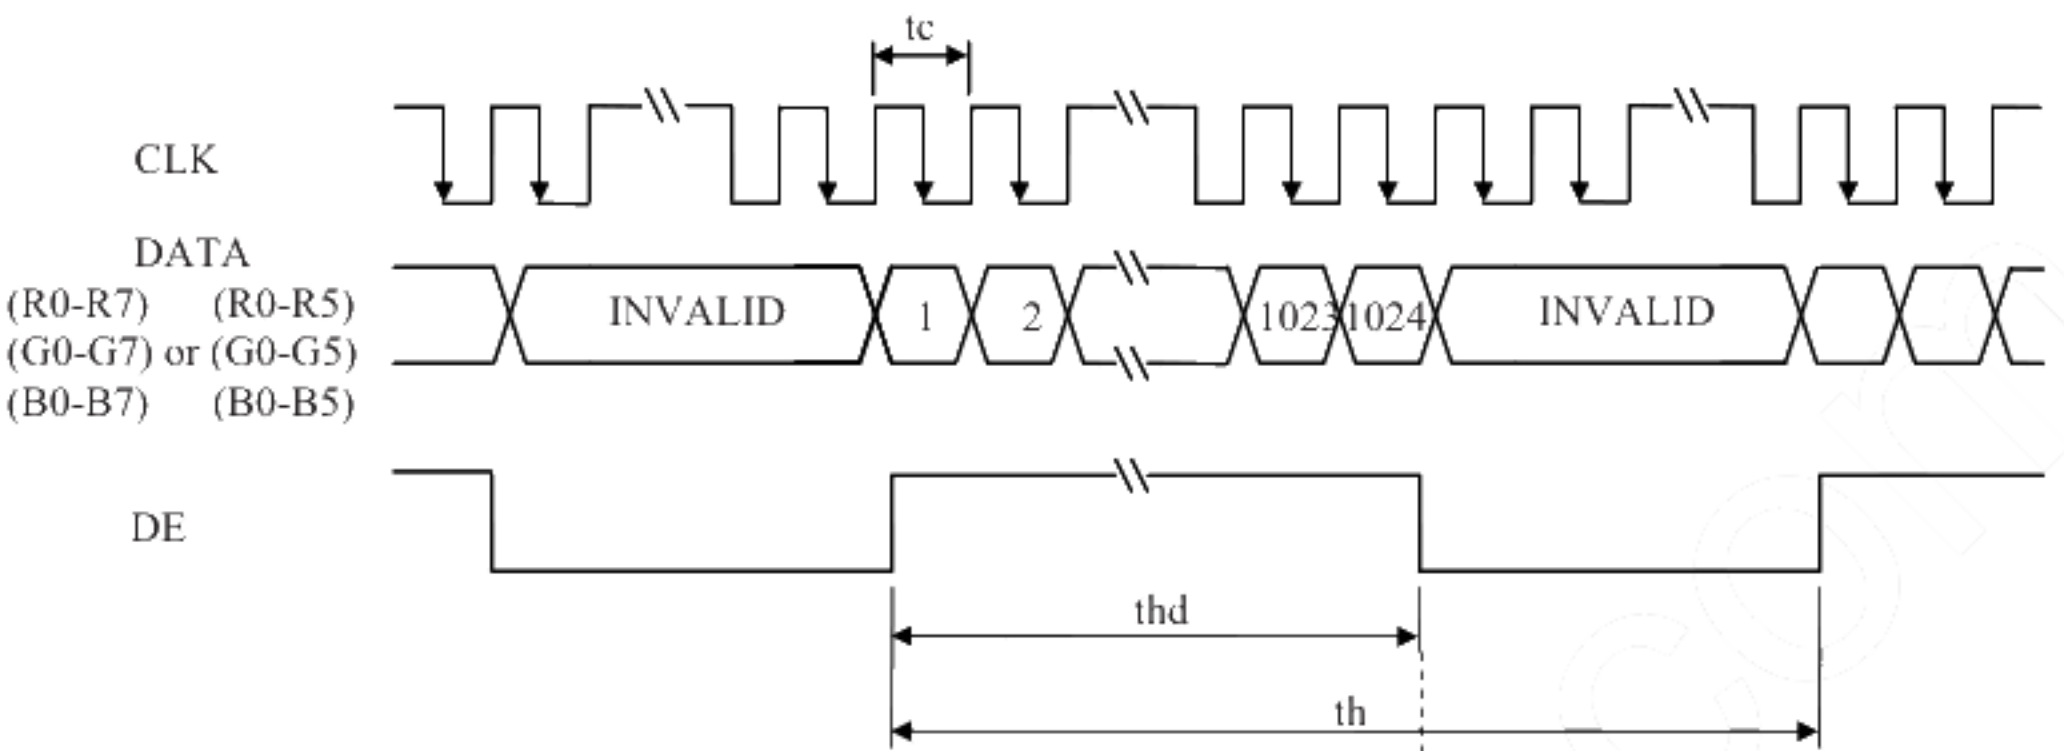 tc
CLK
DATA
(R0-R7) (R0-R5)
(G0-G7) or (G0-G5)
(B0-B7) (B0-B5)
INVALID 1 2 1023 1024 INVALID
DE
thd
th